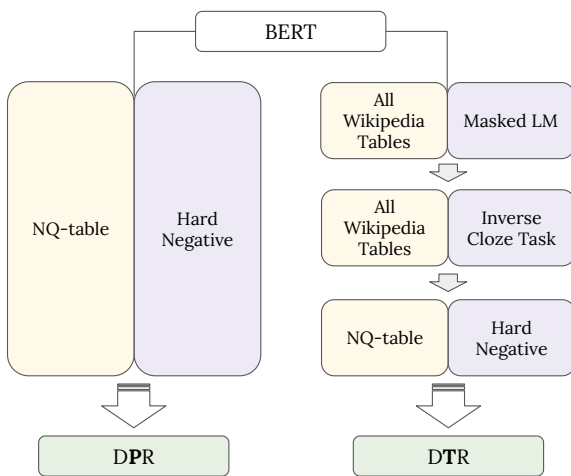 BERT
NQ-table
Hard
Negative
All
Wikipedia
Tables
Masked LM
All
Wikipedia
Tables
Inverse
Cloze Task
NQ-table
Hard
Negative
DPR
DTR